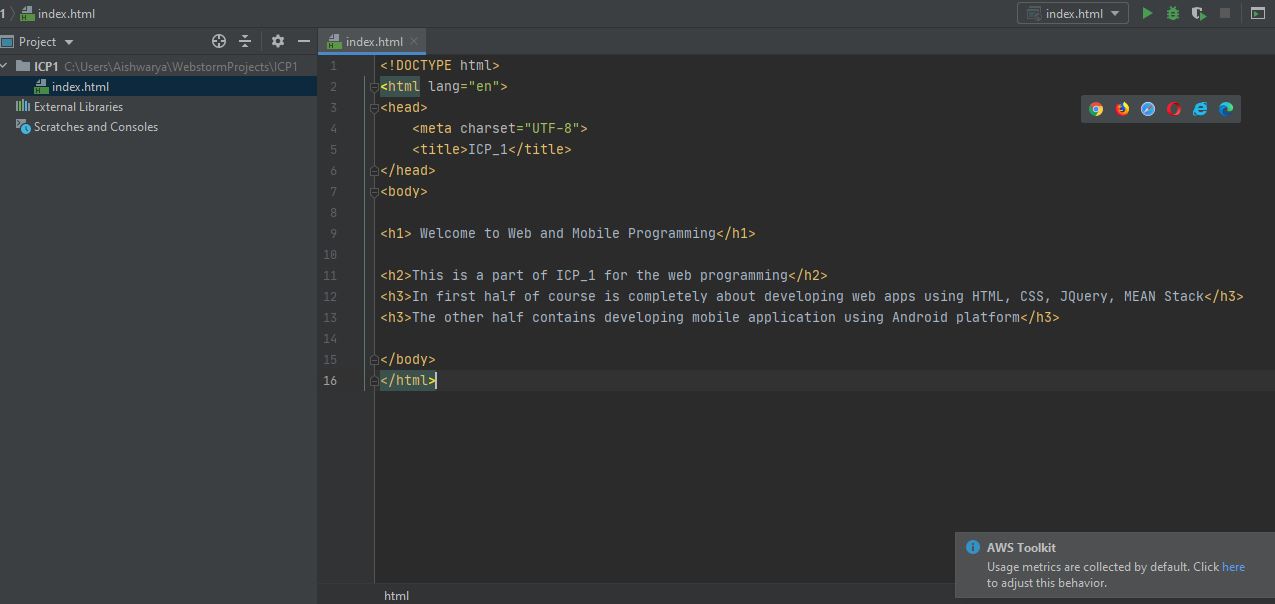 1 index.html
index.html
Project
index.html
ICP1 C:\Users\Aishwarya\WebstormProjects\ICP1
index.html
External Libraries
Scratches and Consoles
1 <!DOCTYPE html>
2 <html lang="en">
3 <head>
4 <meta charset="UTF-8">
5 <title>ICP_1</title>
6 </head>
7 <body>
8
9 <h1> Welcome to Web and Mobile Programming</h1>
10
11 <h2>This is a part of ICP_1 for the web programming</h2>
12 <h3>In first half of course is completely about developing web apps using HTML, CSS, JQuery, MEAN Stack</h3>
13 <h3>The other half contains developing mobile application using Android platform</h3>
14
15 </body>
16 </html>
AWS Toolkit
Usage metrics are collected by default. Click here
to adjust this behavior.
html